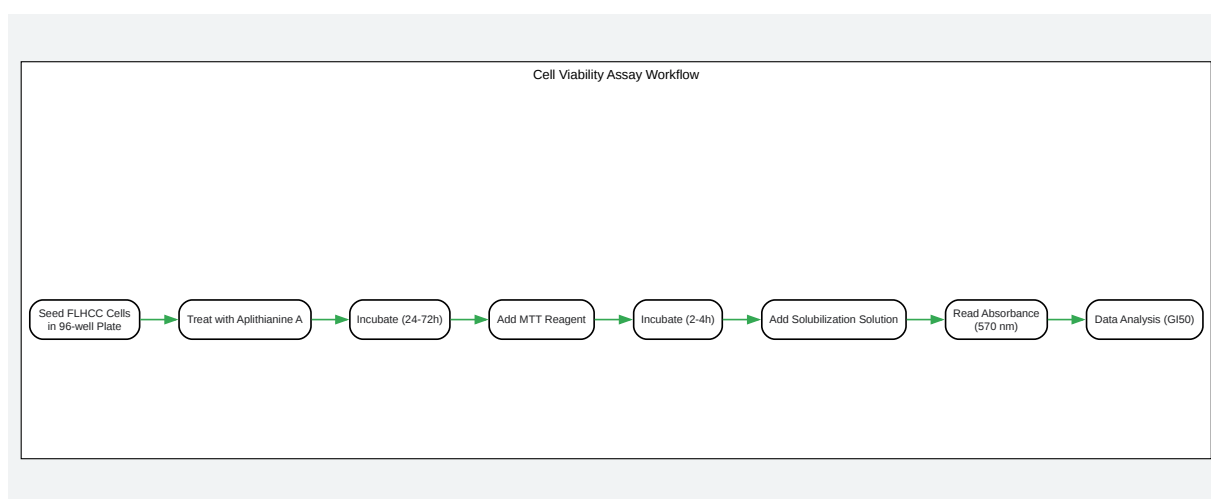 Cell Viability Assay Workflow
Seed FLHCC Cells
in 96-well Plate
Treat with Aplithianine A
Incubate (24-72h)
Add MTT Reagent
Incubate (2-4h)
Add Solubilization Solution
Read Absorbance
(570 nm)
Data Analysis (GI50)